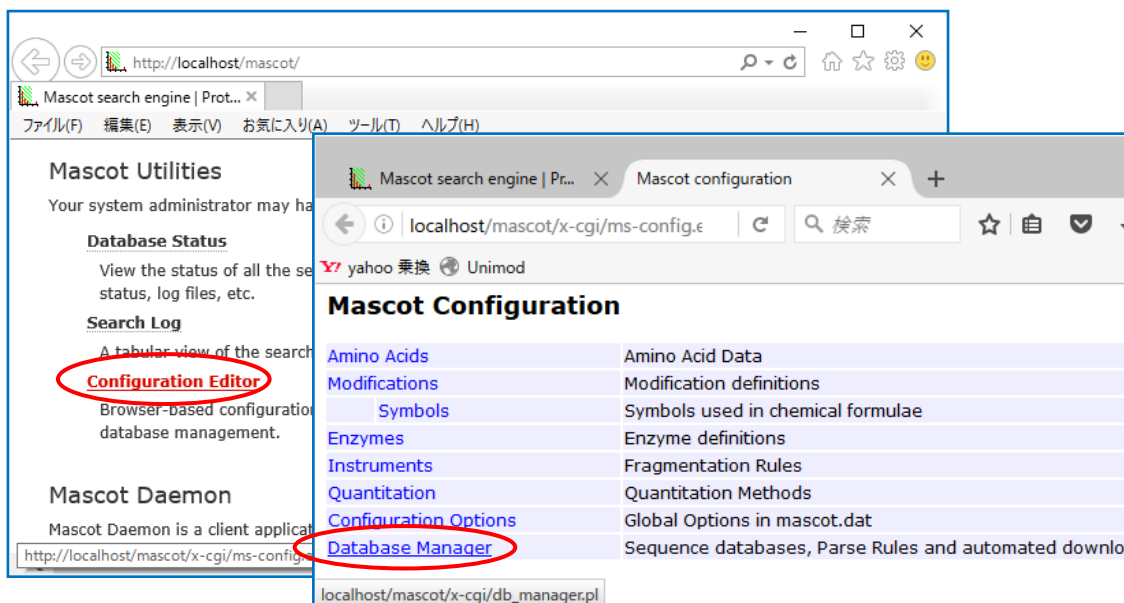 http://localhost/mascot/
Mascot search engine | Prot...
ファイル(F) 編集(E) 表示(V) お気に入り(A) ツール(T) ヘルプ(H)
Mascot Utilities
Your system administrator may ha
Database Status
View the status of all the se
status, log files, etc.
Search Log
A tabular view of the search
Configuration Editor
Browser-based configuration
database management.
Mascot Daemon
Mascot Daemon is a client applicat
http://localhost/mascot/x-cgi/ms-config.e
Mascot search engine | Pr...
Mascot configuration
localhost/mascot/x-cgi/ms-config.e
検索
Y! yahoo 乗換 Unimod
Mascot Configuration
Amino Acids Amino Acid Data
Modifications Modification definitions
Symbols Symbols used in chemical formulae
Enzymes Enzyme definitions
Instruments Fragmentation Rules
Quantitation Quantitation Methods
Configuration Options Global Options in mascot.dat
Database Manager Sequence databases, Parse Rules and automated downlo
localhost/mascot/x-cgi/db_manager.pl